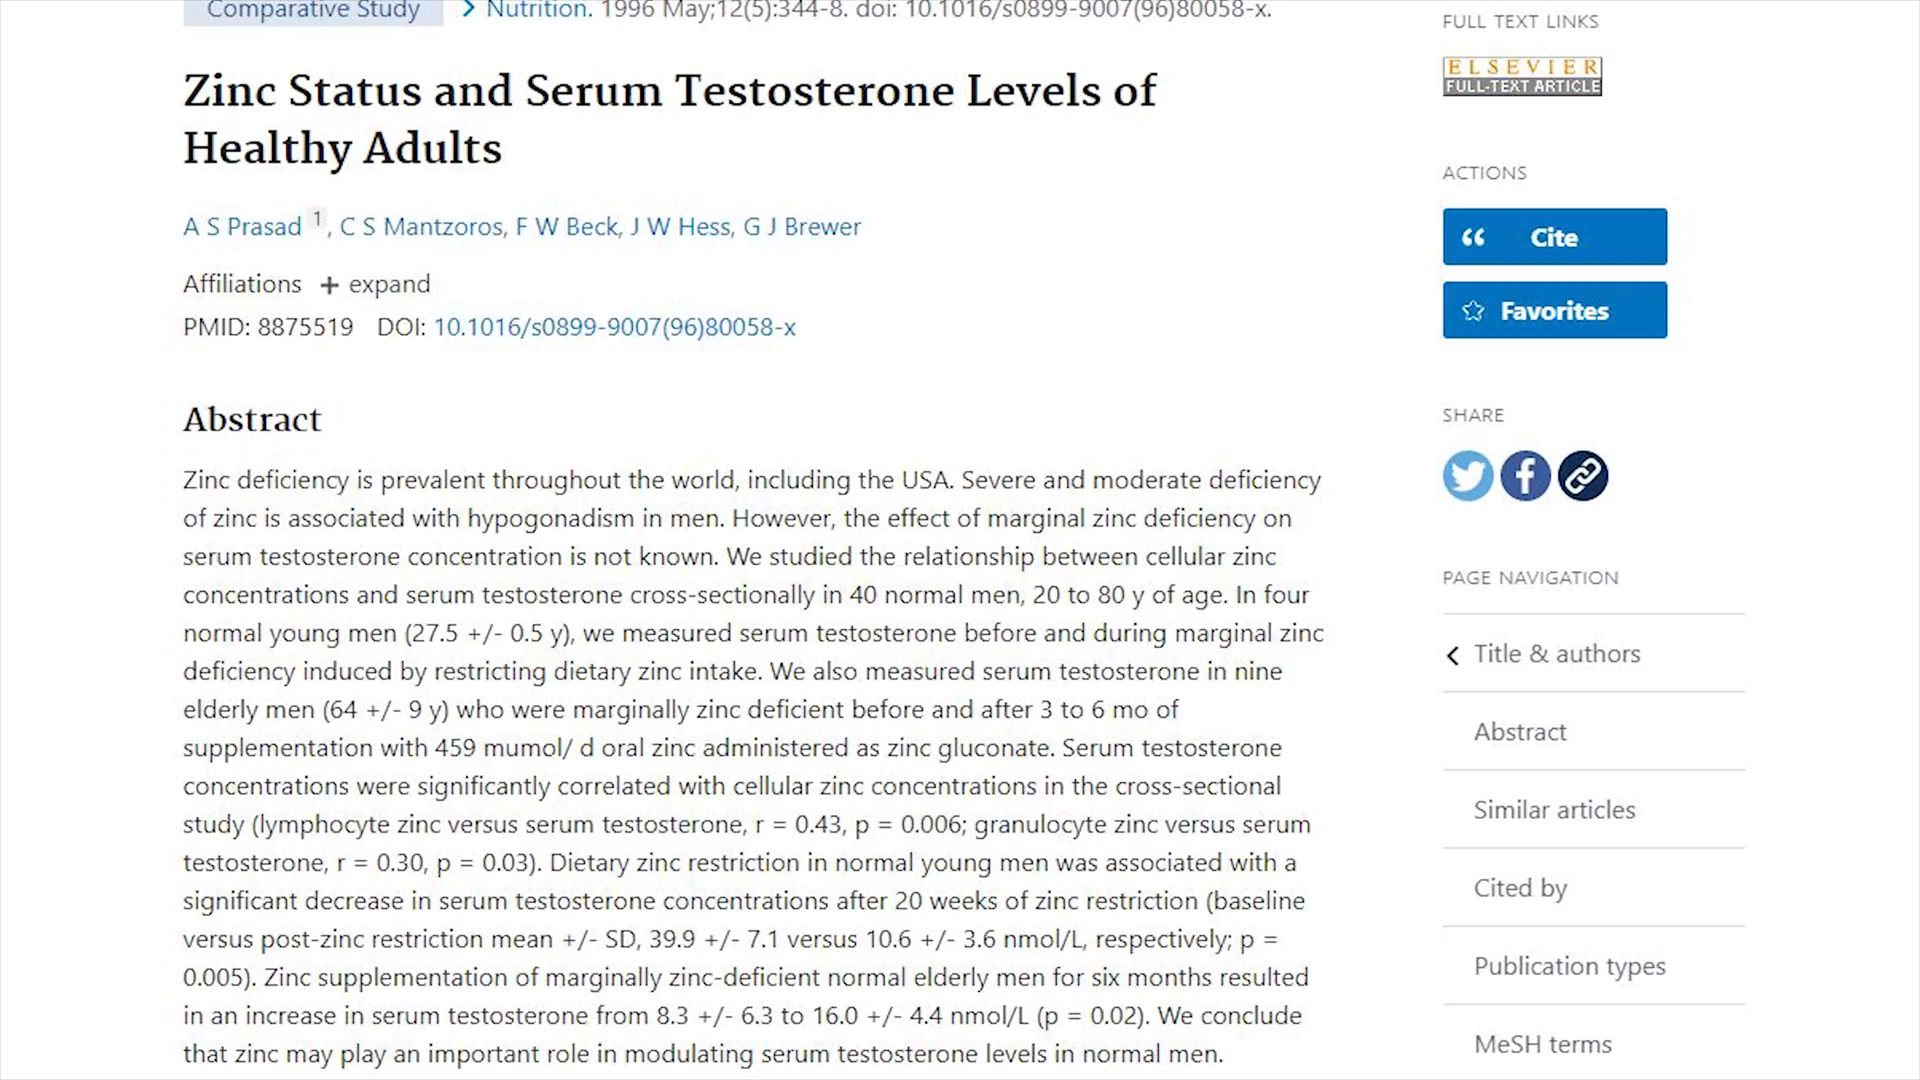 Comparative Study > Nutrition. 1996 May;12(5):344-8. doi: 10.1016/s0899-9007(96)80058-x.
Zinc Status and Serum Testosterone Levels of
Healthy Adults
A S Prasad 1, C S Mantzoros, F W Beck, J W Hess, G J Brewer
Affiliations + expand
PMID: 8875519 DOI: 10.1016/s0899-9007(96)80058-x
Abstract
Zinc deficiency is prevalent throughout the world, including the USA. Severe and moderate deficiency
of zinc is associated with hypogonadism in men. However, the effect of marginal zinc deficiency on
serum testosterone concentration is not known. We studied the relationship between cellular zinc
concentrations and serum testosterone cross-sectionally in 40 normal men, 20 to 80 y of age. In four
normal young men (27.5 +/- 0.5 y), we measured serum testosterone before and during marginal zinc
deficiency induced by restricting dietary zinc intake. We also measured serum testosterone in nine
elderly men (64 +/- 9 y) who were marginally zinc deficient before and after 3 to 6 mo of
supplementation with 459 mumol/ d oral zinc administered as zinc gluconate. Serum testosterone
concentrations were significantly correlated with cellular zinc concentrations in the cross-sectional
study (lymphocyte zinc versus serum testosterone, r = 0.43, p = 0.006; granulocyte zinc versus serum
testosterone, r = 0.30, p = 0.03). Dietary zinc restriction in normal young men was associated with a
significant decrease in serum testosterone concentrations after 20 weeks of zinc restriction (baseline
versus post-zinc restriction mean +/- SD, 39.9 +/- 7.1 versus 10.6 +/- 3.6 nmol/L, respectively; p =
0.005). Zinc supplementation of marginally zinc-deficient normal elderly men for six months resulted
in an increase in serum testosterone from 8.3 +/- 6.3 to 16.0 +/- 4.4 nmol/L (p = 0.02). We conclude
that zinc may play an important role in modulating serum testosterone levels in normal men.
FULL TEXT LINKS
ELSEVIER
FULL-TEXT ARTICLE
ACTIONS
Cite
Favorites
SHARE
PAGE NAVIGATION
Title & authors
Abstract
Similar articles
Cited by
Publication types
MeSH terms